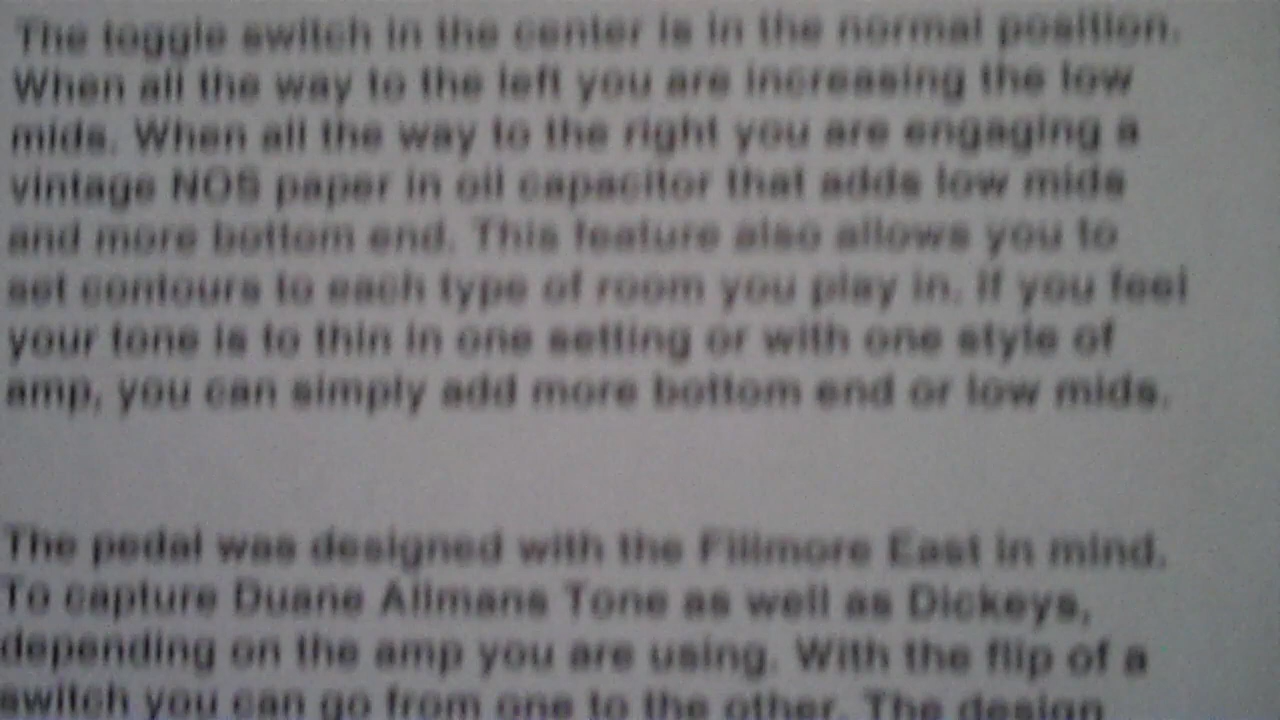 The toggle switch in the center is in the normal position.
When all the way to the left you are increasing the low
mids. When all the way to the right you are engaging a
vintage NOS paper in oil capacitor that adds low mids
and more bottom end. This feature also allows you to
set contours to each type of room you play in. If you feel
your tone is to thin in one setting or with one style of
amp, you can simply add more bottom end or low mids.
The pedal was designed with the Fillmore East in mind.
To capture Duane Allmans Tone as well as Dickeys,
depending on the amp you are using. With the flip of a
switch you can go from one to the other. The design